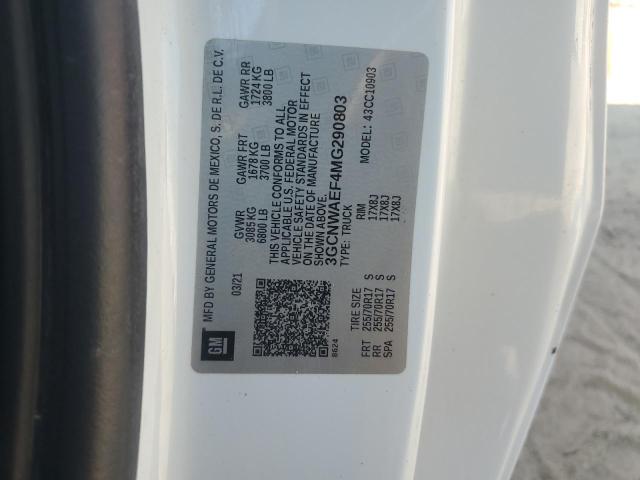 MFD BY GENERAL MOTORS DE MEXICO, S. DE R.L. DE C.V.
03/21
GM
GVWR GAWR FRT GAWR RR
3085 KG 1678 KG 1724 KG
6800 LB 3700 LB 3800 LB
THIS VEHICLE CONFORMS TO ALL
APPLICABLE U.S. FEDERAL MOTOR
VEHICLE SAFETY STANDARDS IN EFFECT
ON THE DATE OF MANUFACTURE
SHOWN ABOVE.
3GCNWAEF4MG290803
TYPE: TRUCK MODEL: 43CC10903
8624
TIRE SIZE RIM
FRT 255/70R17 S 17X8J
RR 255/70R17 S 17X8J
SPA 255/70R17 S 17X8J